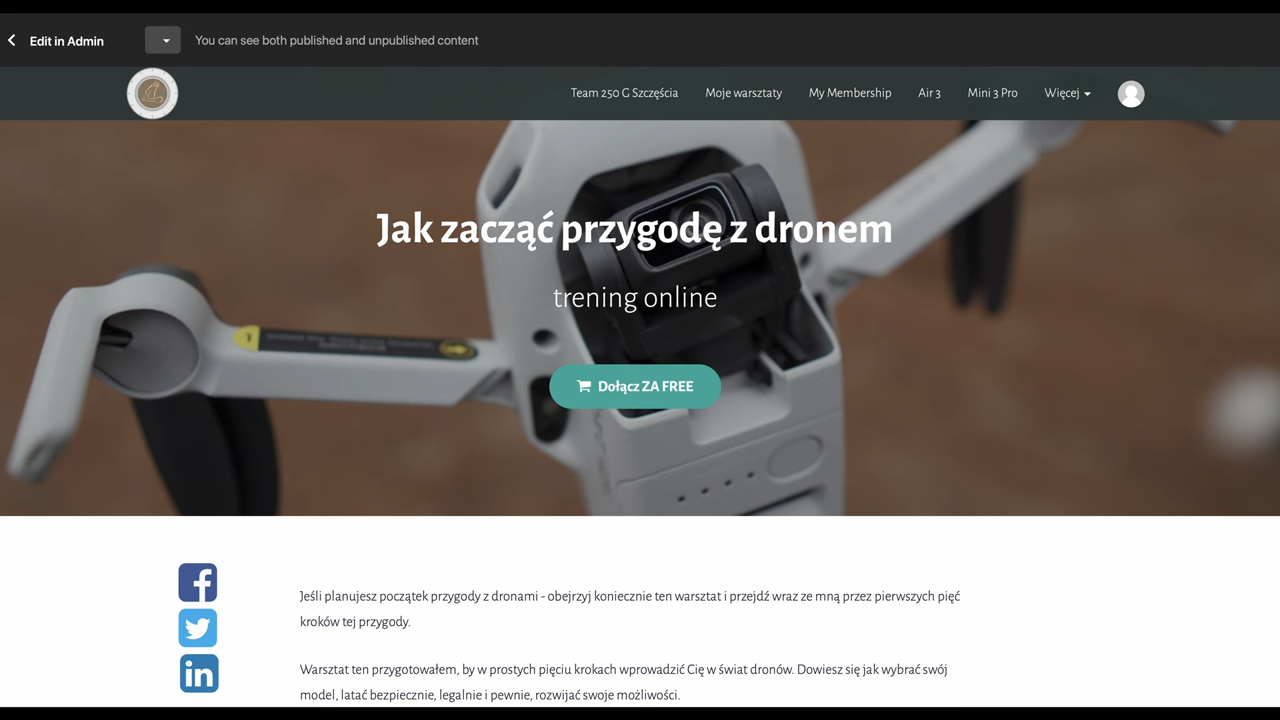 Edit in Admin
You can see both published and unpublished content
Team 250 G Szczęścia
Moje warsztaty
My Membership
Air 3
Mini 3 Pro
Więcej
Jak zacząć przygodę z dronem
trening online
Dołącz ZA FREE
Jeśli planujesz początek przygody z dronami - obejrzyj koniecznie ten warsztat i przejdź wraz ze mną przez pierwszych pięć
kroków tej przygody.
Warsztat ten przygotowałem, by w prostych pięciu krokach wprowadzić Cię w świat dronów. Dowiesz się jak wybrać swój
model, latać bezpiecznie, legalnie i pewnie, rozwijać swoje możliwości.